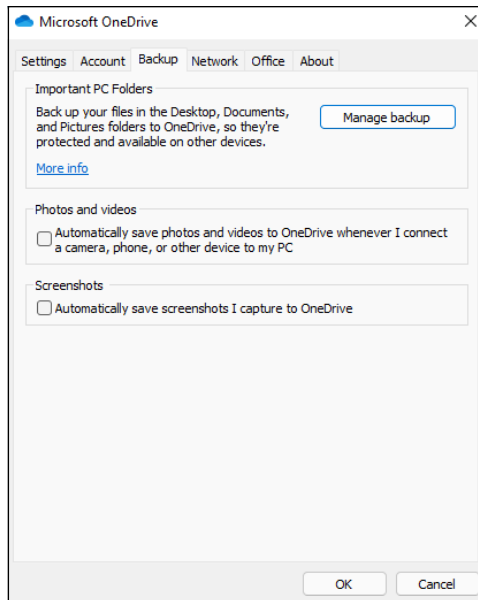 Microsoft OneDrive
Settings Account Backup Network Office About
Important PC Folders
Back up your files in the Desktop, Documents,
and Pictures folders to OneDrive, so they're
protected and available on other devices.
Manage backup
More info
Photos and videos
Automatically save photos and videos to OneDrive whenever I connect
a camera, phone, or other device to my PC
Screenshots
Automatically save screenshots I capture to OneDrive
OK Cancel